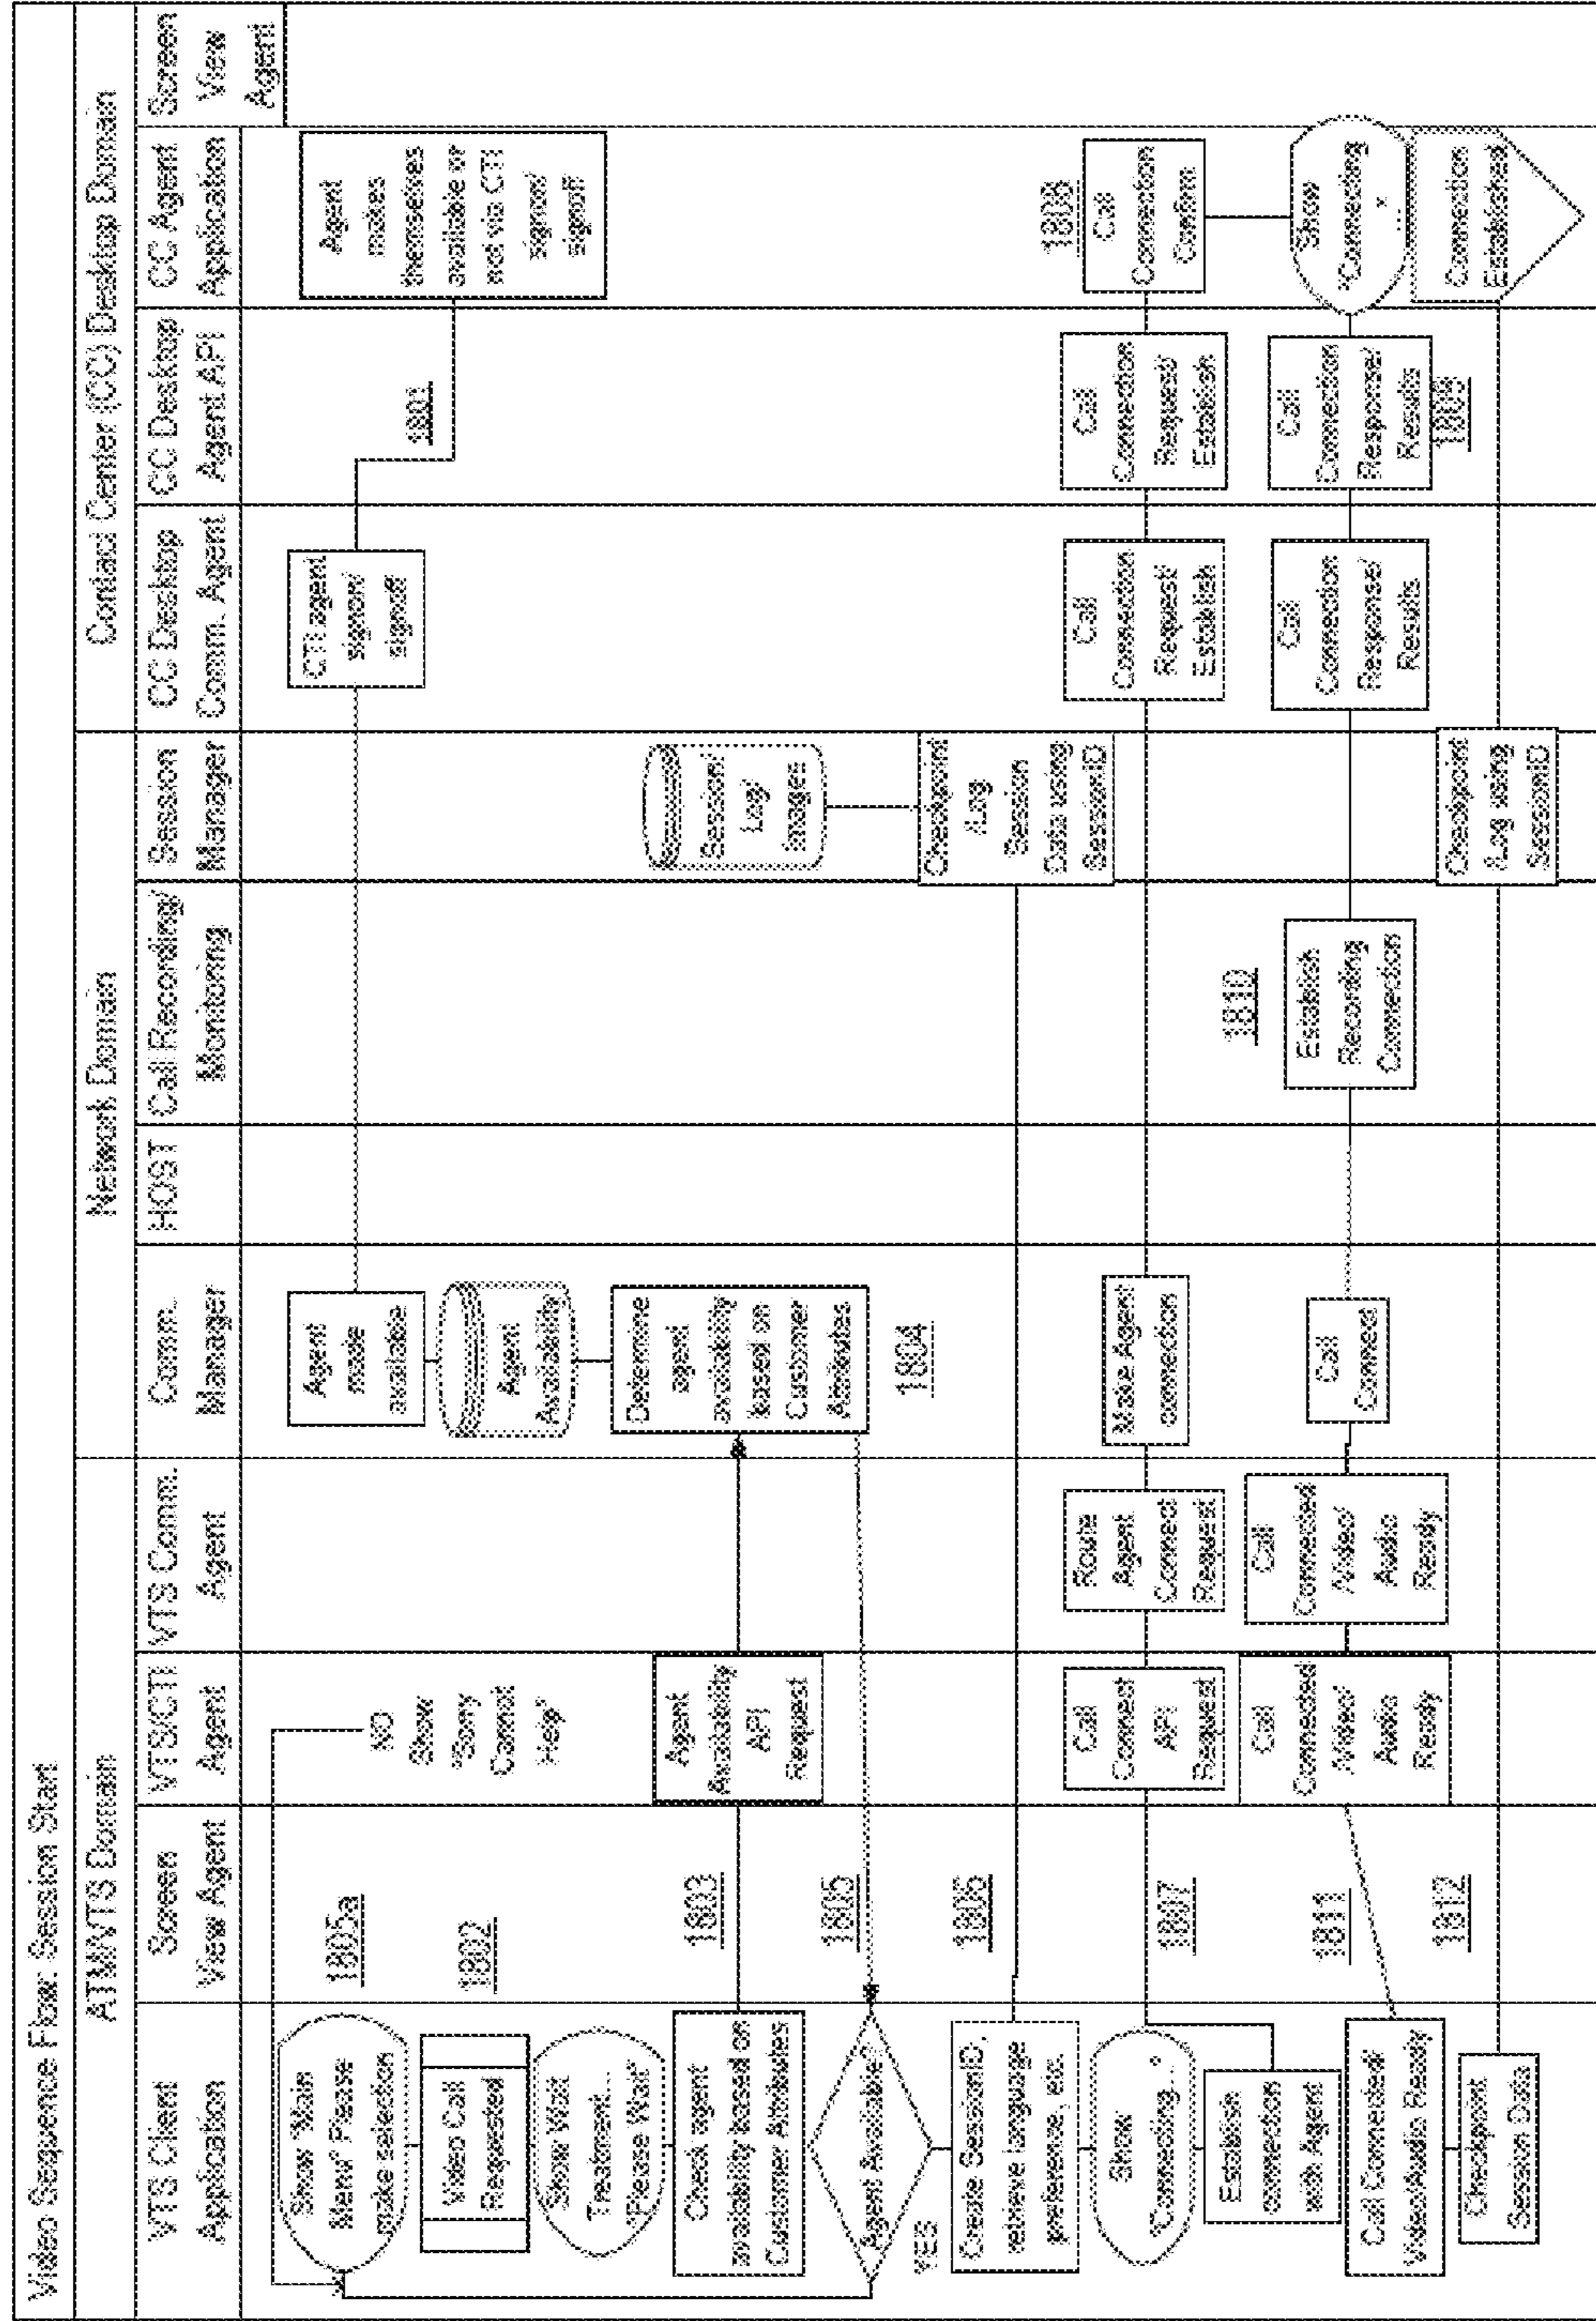 Video Sequence Flow: Session Start
ATM/VTS Domain
Network Domain
Contact Center (CC) Desktop Domain
VTS Client
Application
Screen
View Agent
VTS/CTI
Agent
VTS Comm.
Agent
Comm.
Manager
HOST
Call Recording/
Monitoring
Session
Manager
CC Desktop
Comm. Agent
CC Desktop
Agent API
CC Agent
Application
Screen
View
Agent
Show 'Main
Menu' Please
make selection
1805a
NO
Show
"Sorry
Cannot
Help"
Agent
made
available
CTI agent
signon/
signoff
1801
Agent
makes
themselves
available or
not via CTI
signon/
signoff
Video Call
Requested
1802
Agent
Availability
Show Wait
Treatment...
"Please Wait"
Check agent
availability based on
Customer Attributes
1803
Agent
Availability
API
Request
Determine
agent
availability
based on
Customer
Attributes
1804
Session/
Log/
Images
Agent Available?
1805
YES
Create SessionID,
retrieve language
preference, etc.
1806
Checkpoint
/Log
Session
Data using
SessionID
Show
"Connecting..."
Establish
connection
with Agent
1807
Call
Connect
API
Request
Route
Agent
Connect
Request
Make Agent
connection
Call
Connection
Request/
Establish
Call
Connection
Request/
Establish
1808
Call
Connection
Confirm
Call Connected/
Video/Audio Ready
1811
Call
Connected
/Video/
Audio
Ready
Call
Connected
/Video/
Audio
Ready
Call
Connect
1810
Establish
Recording
Connection
Call
Connection
Response/
Results
Call
Connection
Response/
Results
1809
Show
"Connecting
..."
Checkpoint
Session Data
1812
Checkpoint
/Log using
SessionID
Connection
Established